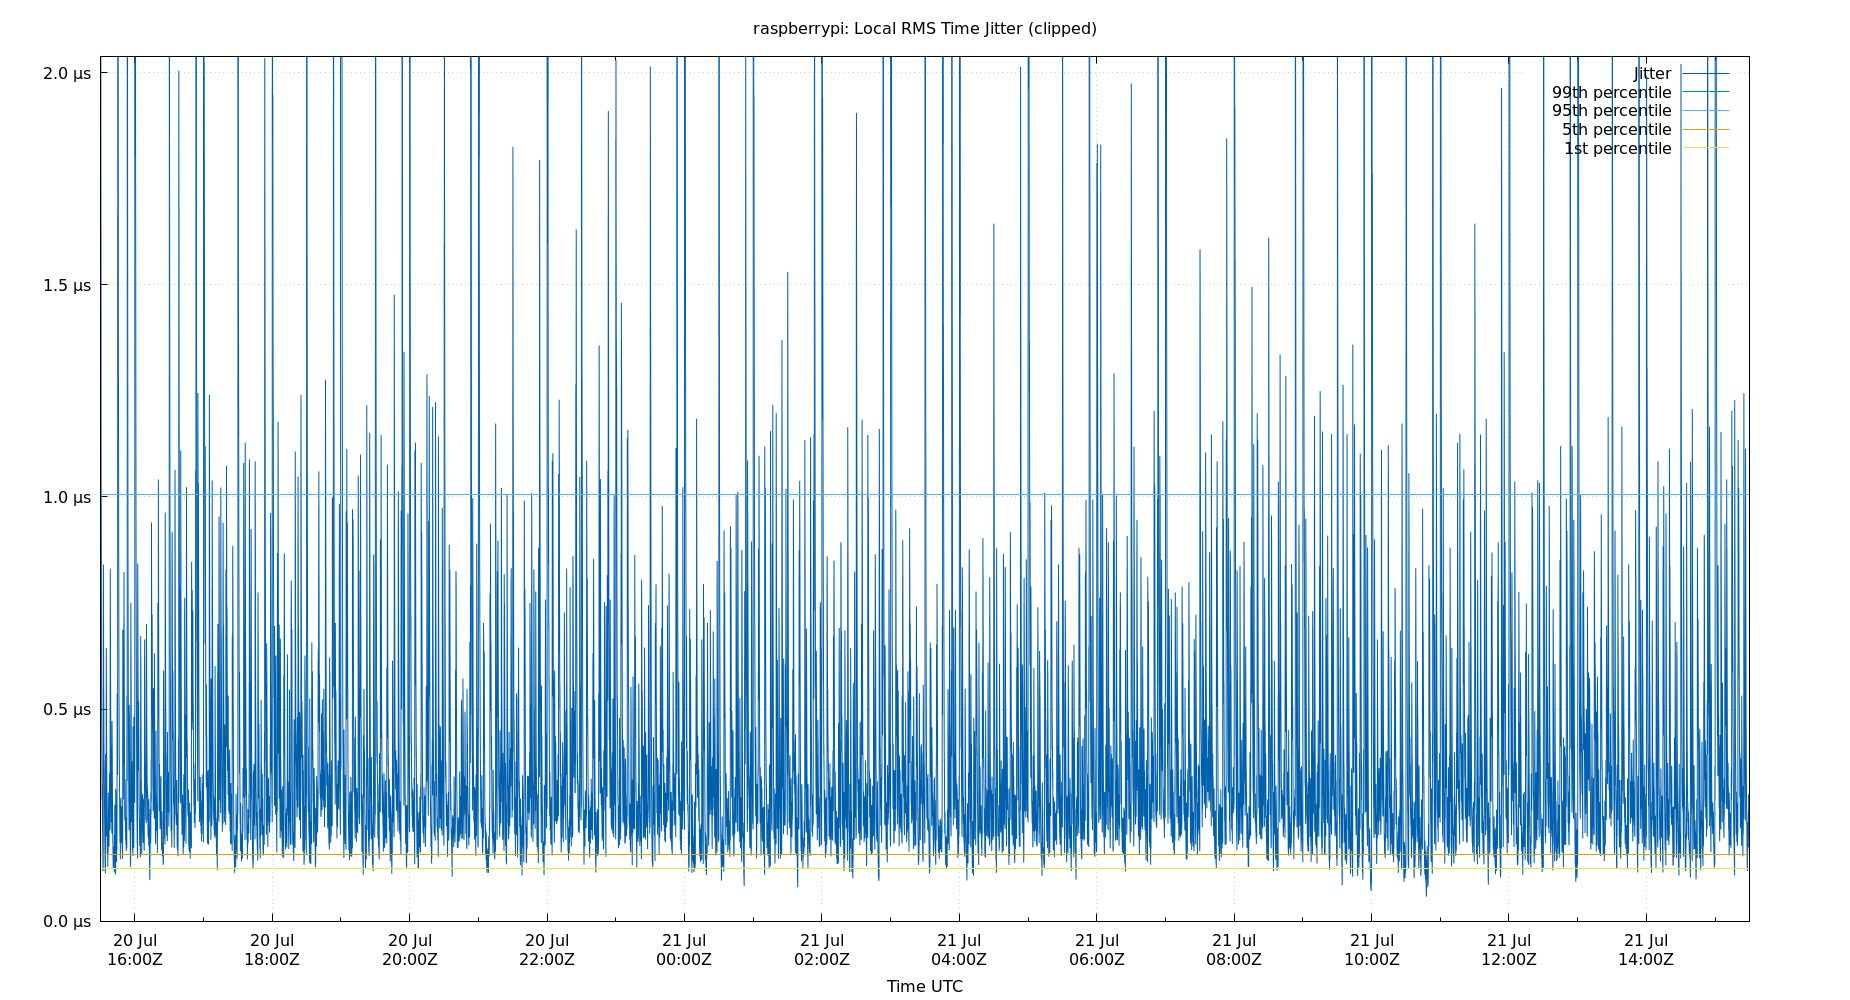 raspberrypi: Local RMS Time Jitter (clipped)
2.0 µs
1.5 µs
1.0 µs
0.5 µs
0.0 µs
Jitter
99th percentile
95th percentile
5th percentile
1st percentile
20 Jul 20 Jul 20 Jul 20 Jul 21 Jul 21 Jul 21 Jul 21 Jul 21 Jul 21 Jul 21 Jul 21 Jul
16:00Z 18:00Z 20:00Z 22:00Z 00:00Z 02:00Z 04:00Z 06:00Z 08:00Z 10:00Z 12:00Z 14:00Z
Time UTC